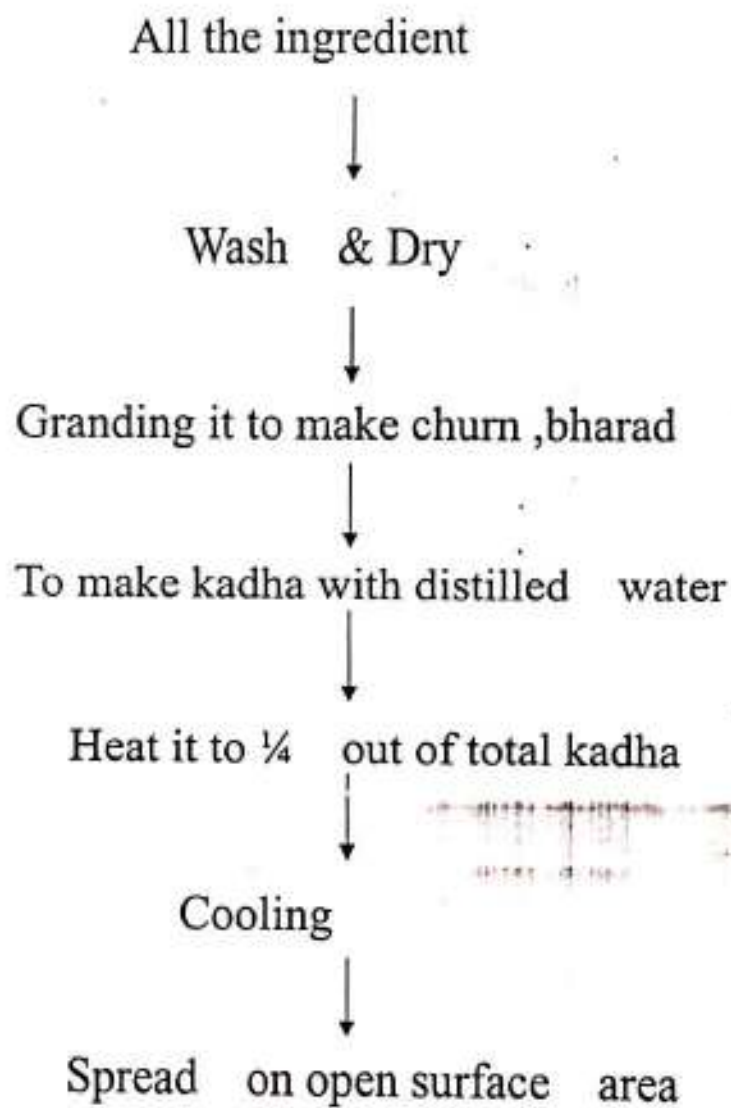 All the ingredient
Wash & Dry
Granding it to make churn ,bharad
To make kadha with distilled water
Heat it to ¼ out of total kadha
Cooling
Spread on open surface area